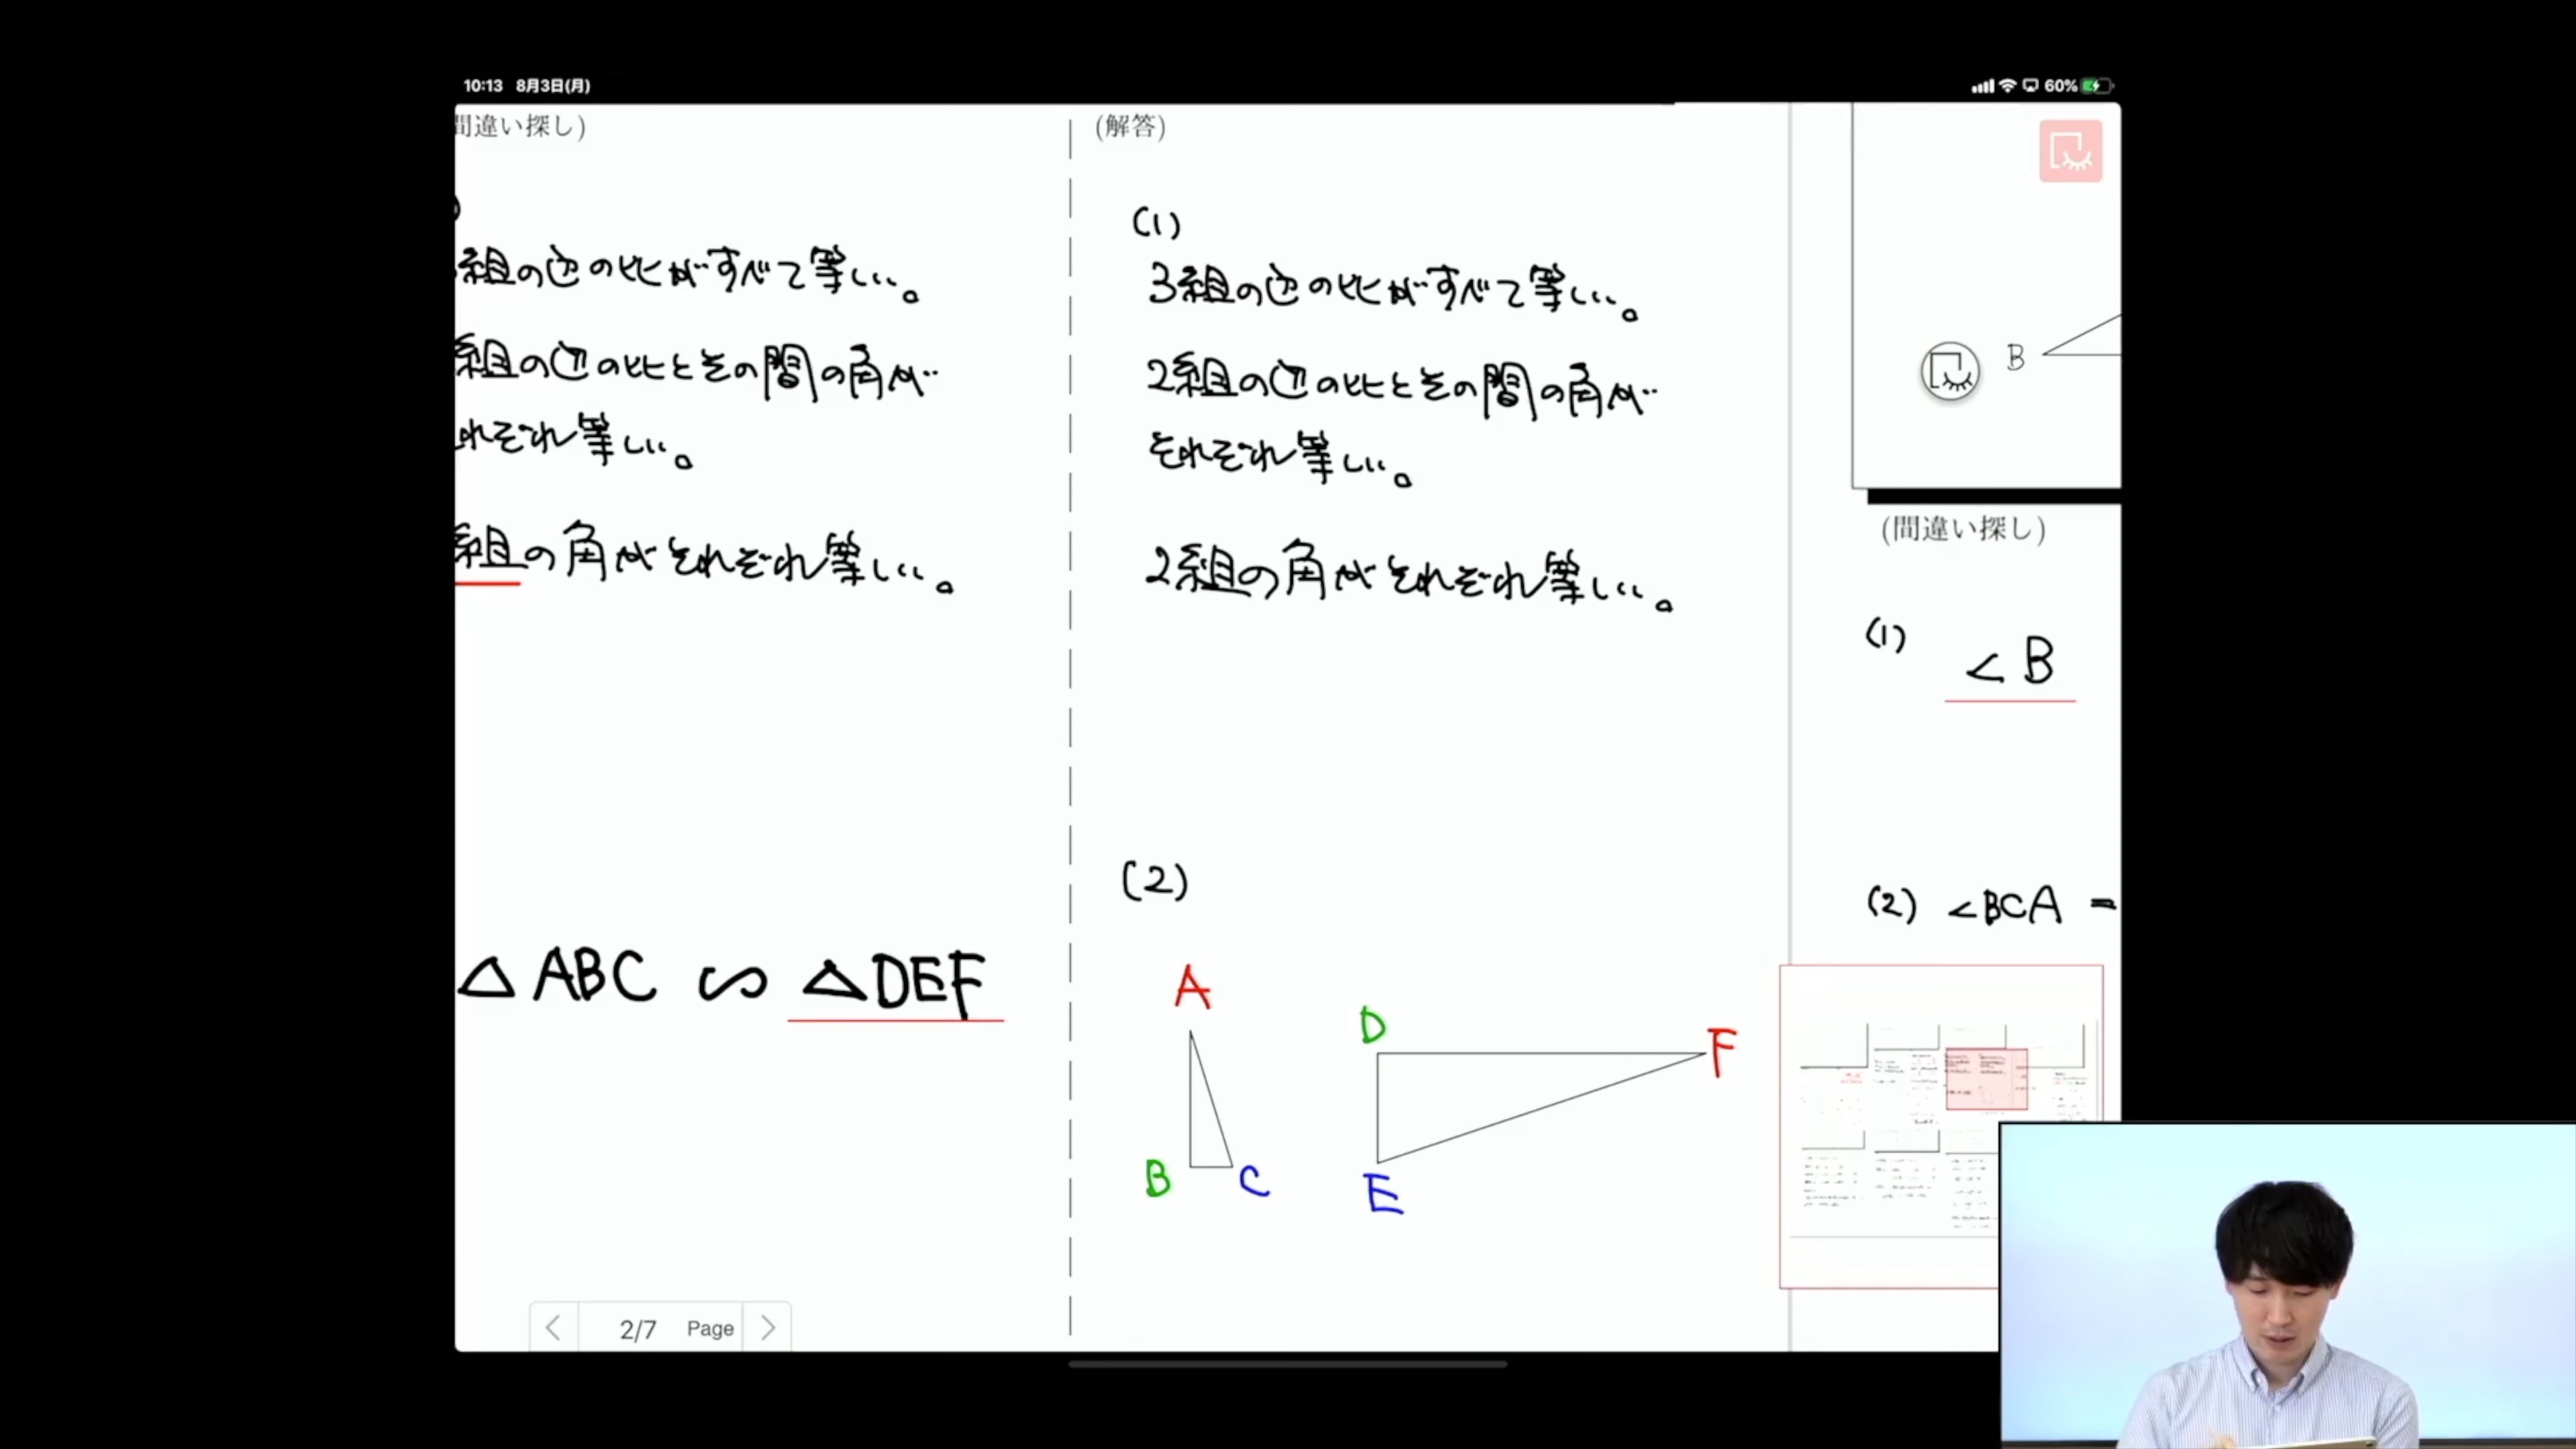 10:13 8月3日(月)
60%
間違い探し)
組の辺の比がすべて等しい。
組の辺の比とその間の角が
れぞれ等しい。
組の角がそれぞれ等しい。
△ABC ∽ △DEF
2/7 Page
(解答)
(1)
3組の辺の比がすべて等しい。
2組の辺の比とその間の角が
それぞれ等しい。
2組の角がそれぞれ等しい。
(2)
A
B
C
D
F
E
B
(間違い探し)
(1) ∠B
(2) ∠BCA =